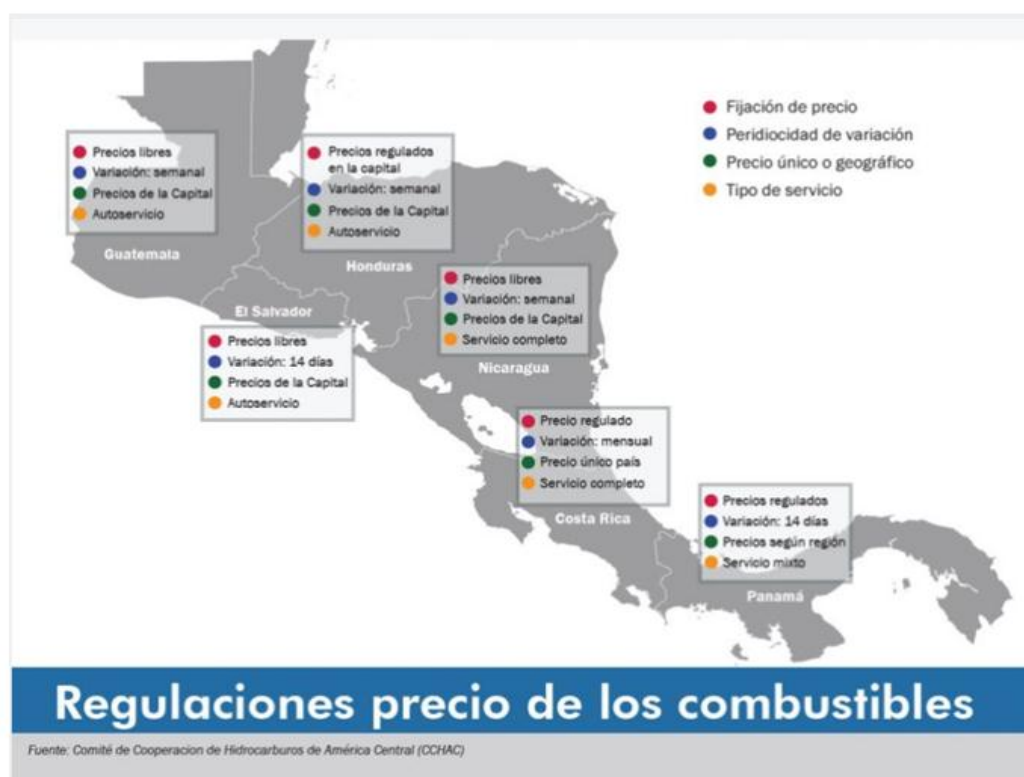 Fijación de precio
Peridiocidad de variación
Precio único o geográfico
Tipo de servicio
Precios libres
Variación: semanal
Precios de la Capital
Autoservicio
Guatemala
Precios regulados
en la capital
Variación: semanal
Precios de la Capital
Autoservicio
Honduras
El Salvador
Precios libres
Variación: 14 días
Precios de la Capital
Autoservicio
Precios libres
Variación: semanal
Precios de la Capital
Servicio completo
Nicaragua
Precio regulado
Variación: mensual
Precio único país
Servicio completo
Costa Rica
Precios regulados
Variación: 14 días
Precios según región
Servicio mixto
Panamá
Regulaciones precio de los combustibles
Fuente: Comité de Cooperacion de Hidrocarburos de América Central (CCHAC)